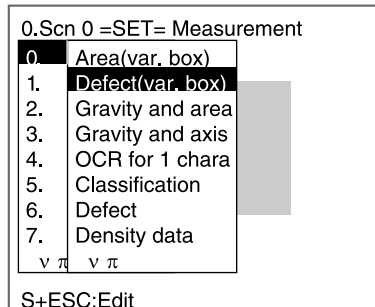 0.Scn 0 =SET= Measurement
0. Area(var. box)
1. Defect(var. box)
2. Gravity and area
3. Gravity and axis
4. OCR for 1 chara
5. Classification
6. Defect
7. Density data
ν π ν π
S+ESC:Edit